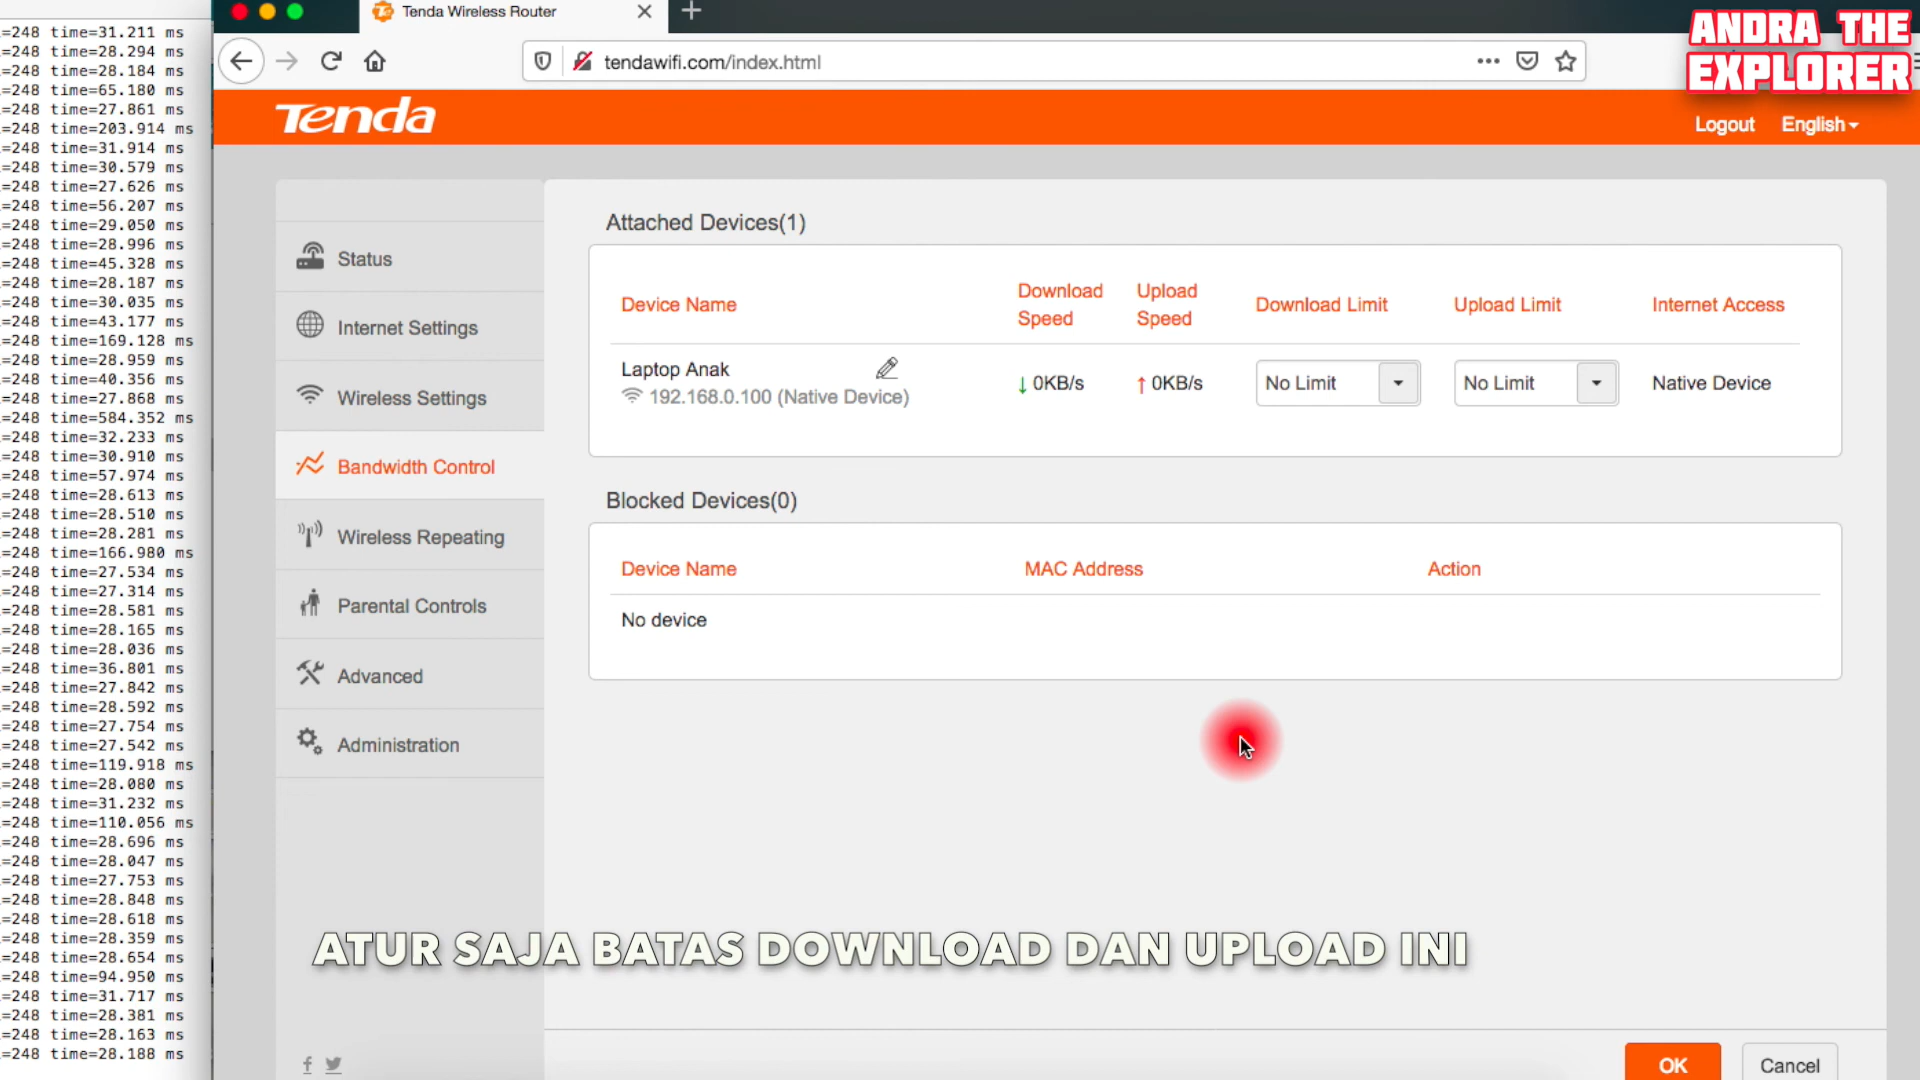 =248 time=31.211 ms
=248 time=28.294 ms
=248 time=28.184 ms
=248 time=65.180 ms
=248 time=27.861 ms
=248 time=203.914 ms
=248 time=31.914 ms
=248 time=30.579 ms
=248 time=27.626 ms
=248 time=56.207 ms
=248 time=29.050 ms
=248 time=28.996 ms
=248 time=45.328 ms
=248 time=28.187 ms
=248 time=30.035 ms
=248 time=43.177 ms
=248 time=169.128 ms
=248 time=28.959 ms
=248 time=40.356 ms
=248 time=27.868 ms
=248 time=584.352 ms
=248 time=32.233 ms
=248 time=30.910 ms
=248 time=57.974 ms
=248 time=28.613 ms
=248 time=28.510 ms
=248 time=28.281 ms
=248 time=166.980 ms
=248 time=27.534 ms
=248 time=27.314 ms
=248 time=28.581 ms
=248 time=28.165 ms
=248 time=28.036 ms
=248 time=36.801 ms
=248 time=27.842 ms
=248 time=28.592 ms
=248 time=27.754 ms
=248 time=27.542 ms
=248 time=119.918 ms
=248 time=28.080 ms
=248 time=31.232 ms
=248 time=110.056 ms
=248 time=28.696 ms
=248 time=28.047 ms
=248 time=27.753 ms
=248 time=28.848 ms
=248 time=28.618 ms
=248 time=28.359 ms
=248 time=28.654 ms
=248 time=94.950 ms
=248 time=31.717 ms
=248 time=28.381 ms
=248 time=28.163 ms
=248 time=28.188 ms
Tenda Wireless Router
tendawifi.com/index.html
ANDRA THE
EXPLORER
Tenda
Logout English
Status
Internet Settings
Wireless Settings
Bandwidth Control
Wireless Repeating
Parental Controls
Advanced
Administration
Attached Devices(1)
Device Name Download Speed Upload Speed Download Limit Upload Limit Internet Access
Laptop Anak
192.168.0.100 (Native Device)
↓0KB/s ↑0KB/s No Limit No Limit Native Device
Blocked Devices(0)
Device Name MAC Address Action
No device
ATUR SAJA BATAS DOWNLOAD DAN UPLOAD INI
OK Cancel